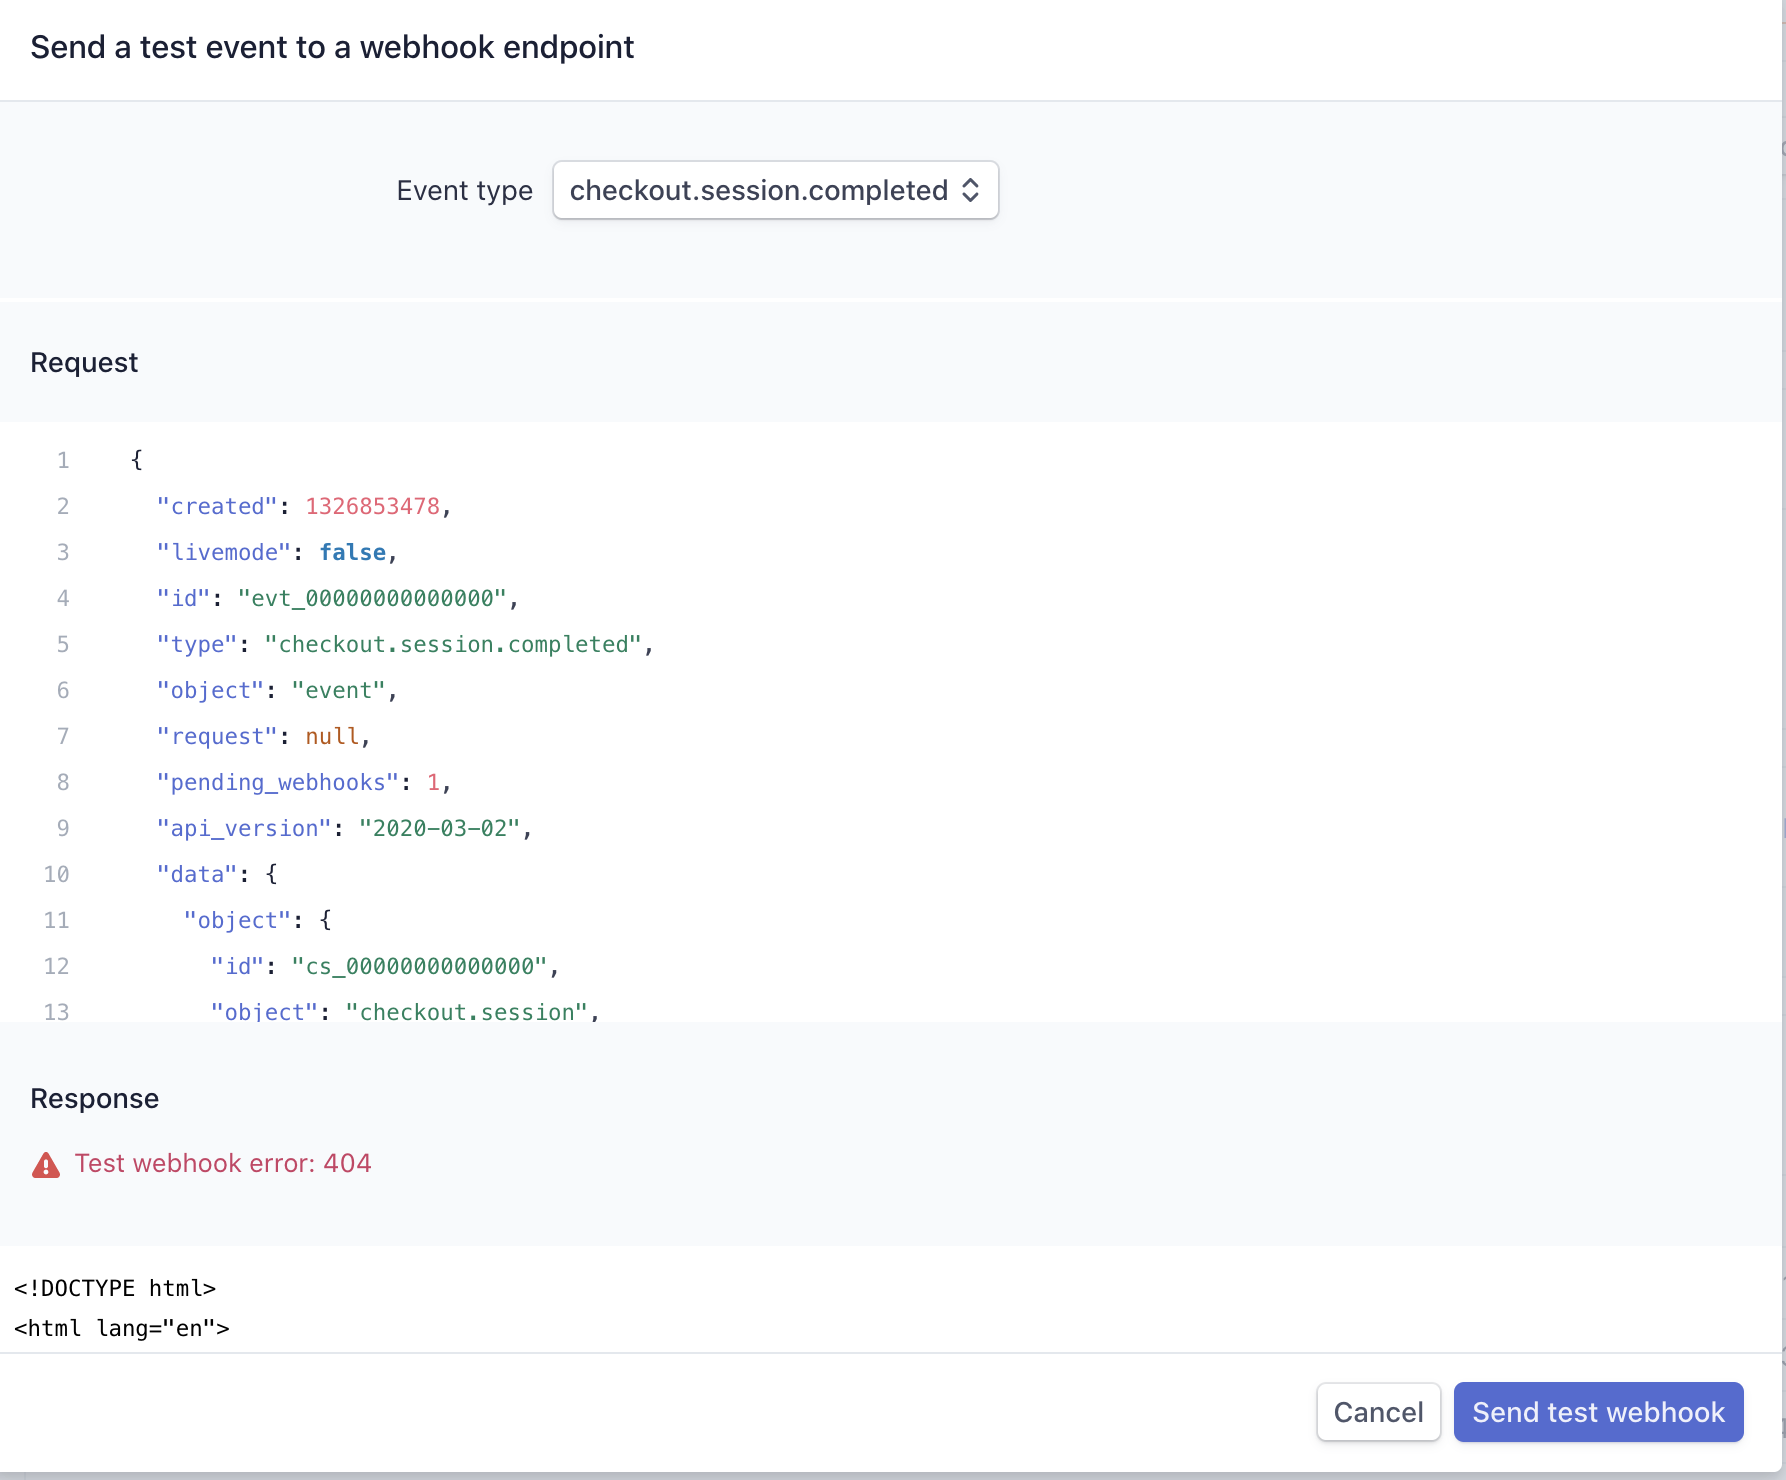 Send a test event to a webhook endpoint
Event type checkout.session.completed
Request
1 {
2 "created": 1326853478,
3 "livemode": false,
4 "id": "evt_00000000000000",
5 "type": "checkout.session.completed",
6 "object": "event",
7 "request": null,
8 "pending_webhooks": 1,
9 "api_version": "2020-03-02",
10 "data": {
11 "object": {
12 "id": "cs_00000000000000",
13 "object": "checkout.session",
Response
Test webhook error: 404
<!DOCTYPE html>
<html lang="en">
Cancel Send test webhook